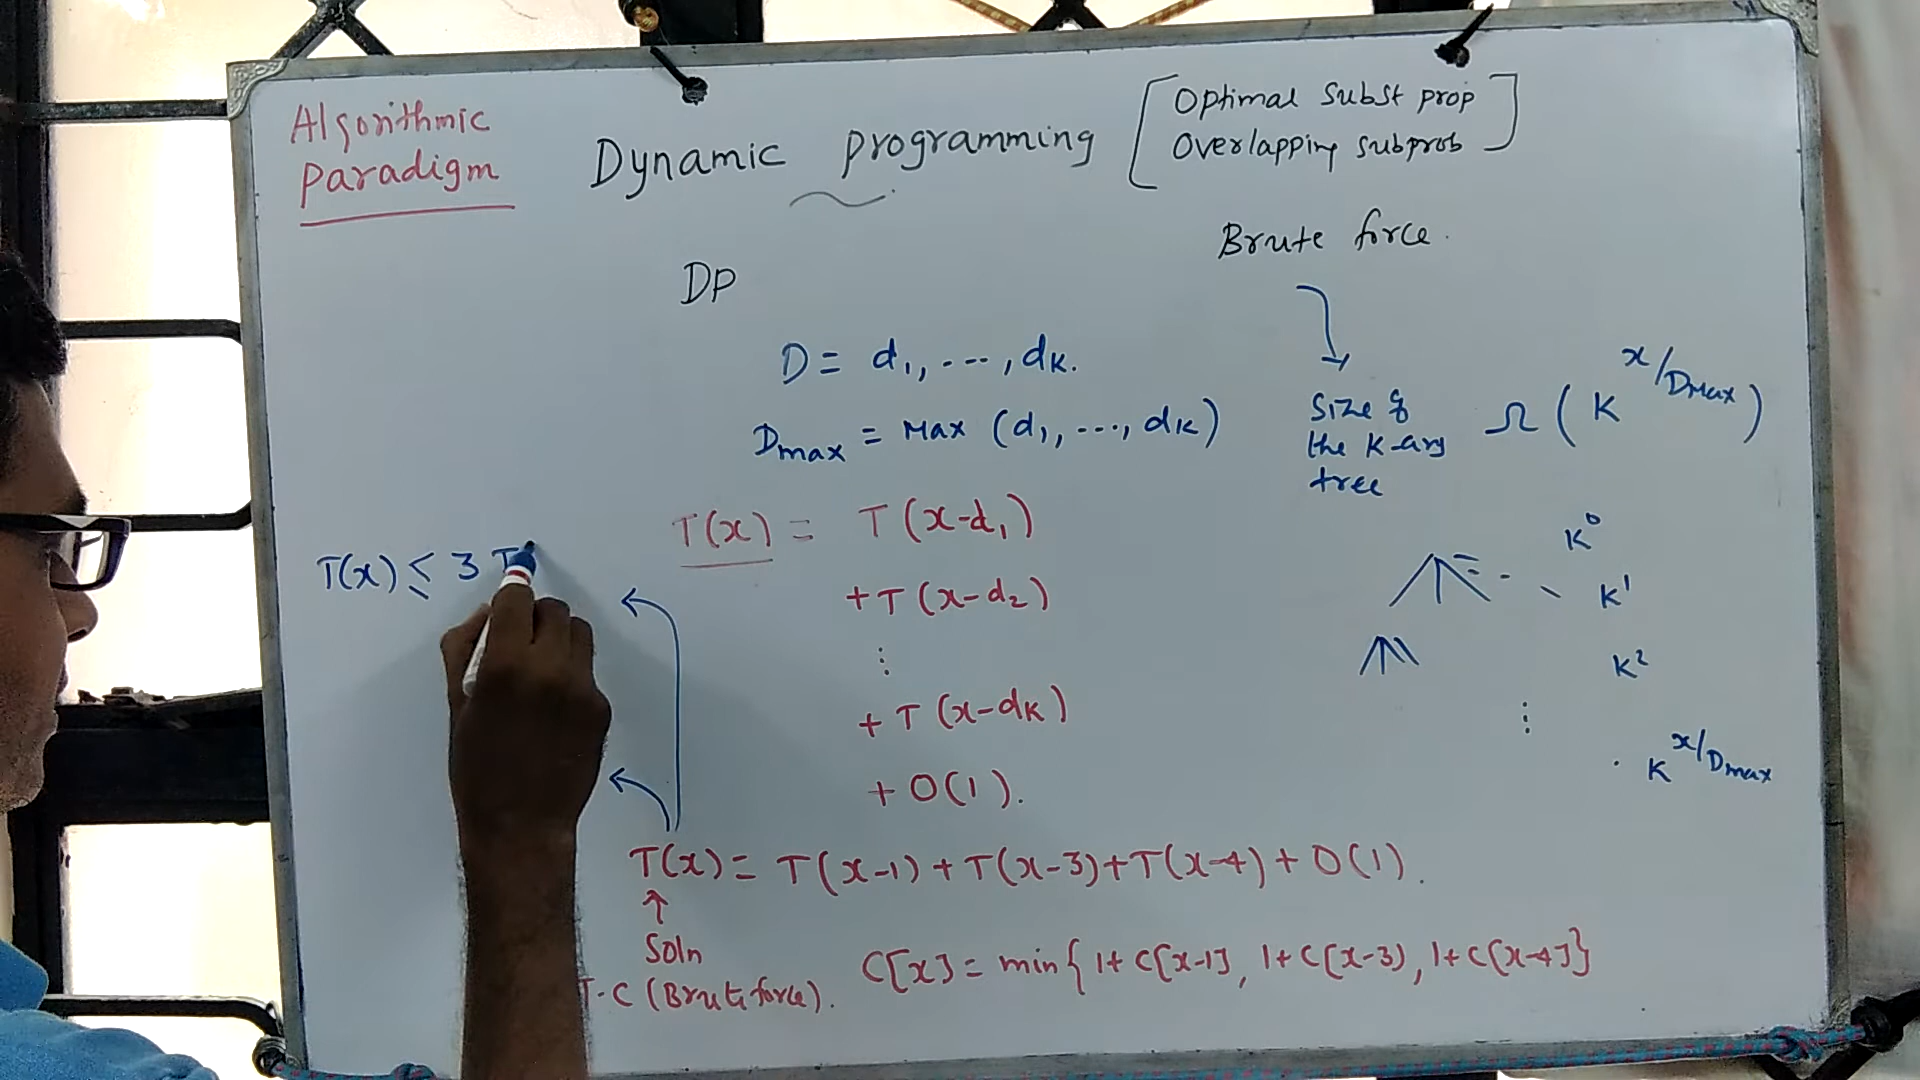 Algorithmic
paradigm
Dynamic programming
Optimal subst prop
Overlapping subprob
Brute force.
DP
D = d₁, ---, dₖ.
Dmax = Max (d₁, ..., dₖ)
Size of
the k-ary
tree
Ω (K^x/Dmax)
T(x) = T(x-d₁)
+ T(x-d₂)
⋮
+ T(x-dₖ)
+ O(1).
T(x) ≤ 3 T
K⁰
K¹
K²
⋮
K^x/Dmax
T(x) = T(x-1) + T(x-3) + T(x-4) + O(1).
↑
Soln
T.C (Brute force).
C[x] = min{ 1+ C[x-1], 1+ C[x-3), 1+ C[x-4]}